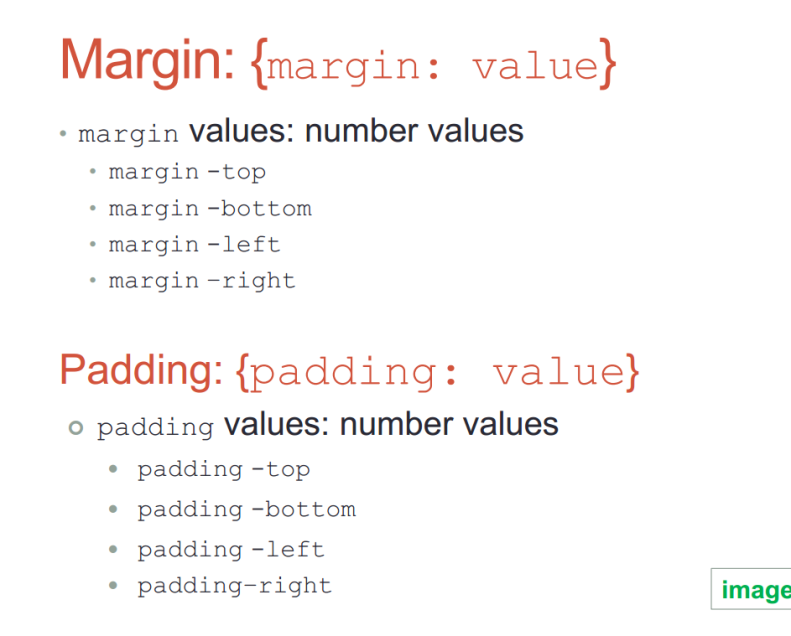 Margin: {margin: value}
• margin values: number values
• margin -top
• margin -bottom
• margin -left
• margin –right
Padding: {padding: value}
o padding values: number values
• padding -top
• padding -bottom
• padding -left
• padding–right
image